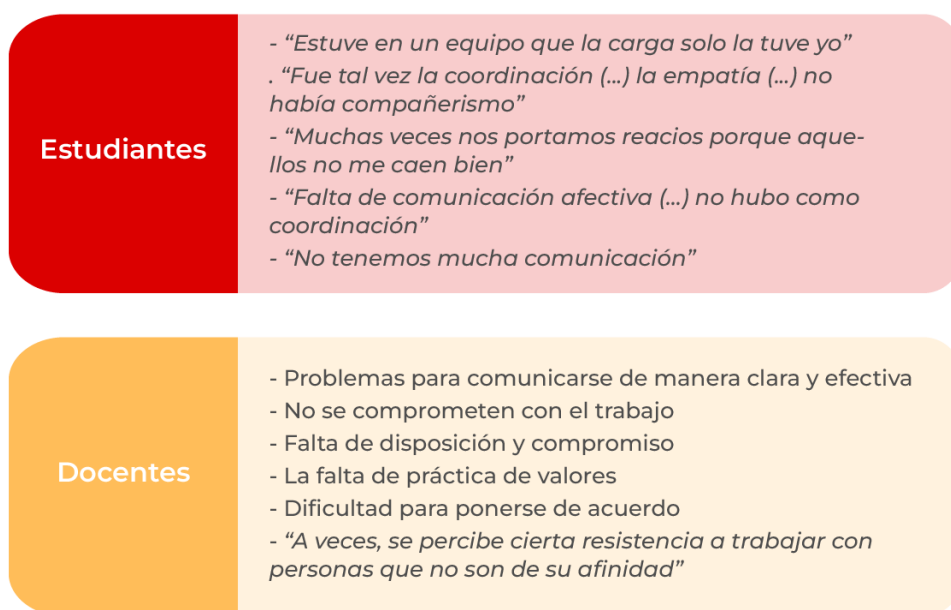 Estudiantes
- “Estuve en un equipo que la carga solo la tuve yo”
. “Fue tal vez la coordinación (...) la empatía (...) no
había compañerismo”
- “Muchas veces nos portamos reacios porque aque-
llos no me caen bien”
- “Falta de comunicación afectiva (...) no hubo como
coordinación”
- “No tenemos mucha comunicación”
Docentes
- Problemas para comunicarse de manera clara y efectiva
- No se comprometen con el trabajo
- Falta de disposición y compromiso
- La falta de práctica de valores
- Dificultad para ponerse de acuerdo
- “A veces, se percibe cierta resistencia a trabajar con
personas que no son de su afinidad”